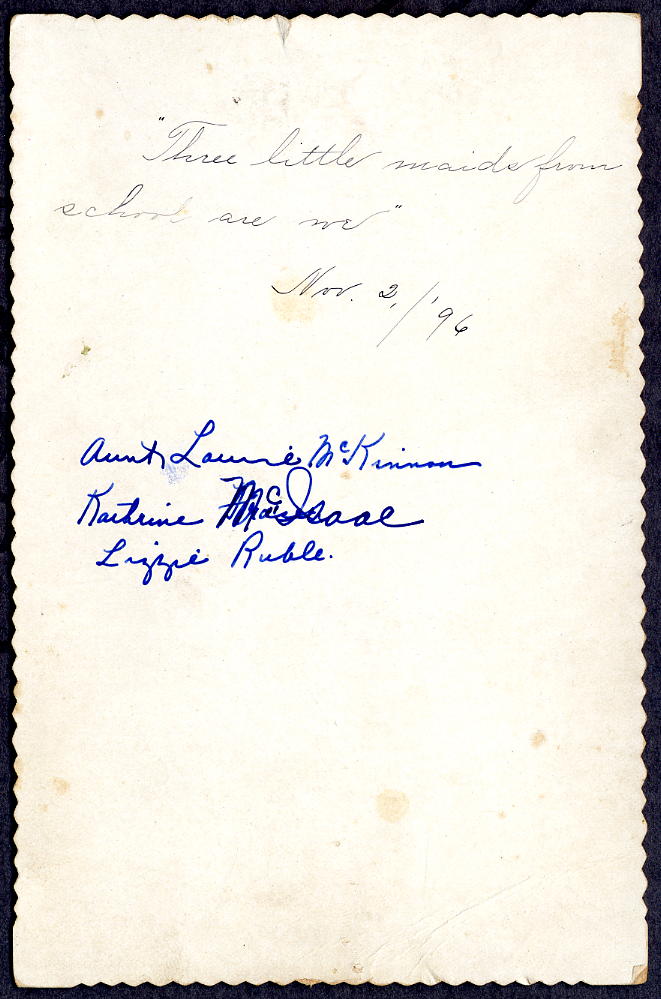 "Three little maids from
school are we"
Nov. 2, / '96
Aunt Laurie McKinnon
Kathrine McIsaac
Lizzie Ruble.